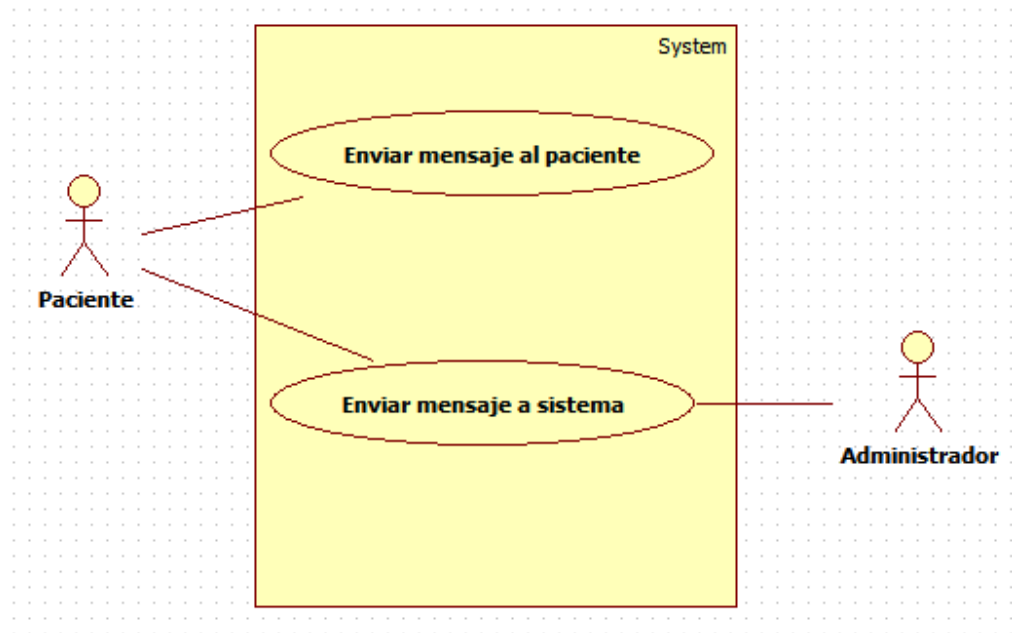 System
Enviar mensaje al paciente
Paciente
Enviar mensaje a sistema
Administrador